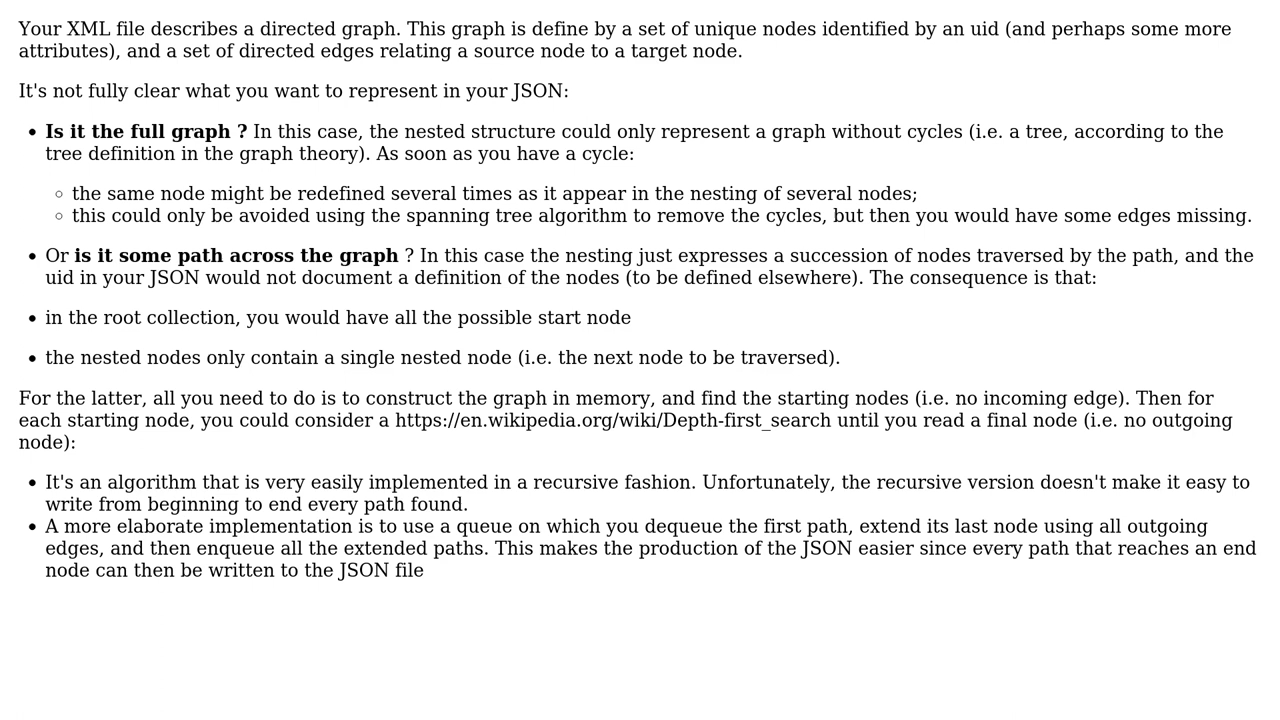 Your XML file describes a directed graph. This graph is define by a set of unique nodes identified by an uid (and perhaps some more
attributes), and a set of directed edges relating a source node to a target node.
It's not fully clear what you want to represent in your JSON:
• Is it the full graph ? In this case, the nested structure could only represent a graph without cycles (i.e. a tree, according to the
tree definition in the graph theory). As soon as you have a cycle:
◦ the same node might be redefined several times as it appear in the nesting of several nodes;
◦ this could only be avoided using the spanning tree algorithm to remove the cycles, but then you would have some edges missing.
• Or is it some path across the graph ? In this case the nesting just expresses a succession of nodes traversed by the path, and the
uid in your JSON would not document a definition of the nodes (to be defined elsewhere). The consequence is that:
• in the root collection, you would have all the possible start node
• the nested nodes only contain a single nested node (i.e. the next node to be traversed).
For the latter, all you need to do is to construct the graph in memory, and find the starting nodes (i.e. no incoming edge). Then for
each starting node, you could consider a https://en.wikipedia.org/wiki/Depth-first_search until you read a final node (i.e. no outgoing
node):
• It's an algorithm that is very easily implemented in a recursive fashion. Unfortunately, the recursive version doesn't make it easy to
write from beginning to end every path found.
• A more elaborate implementation is to use a queue on which you dequeue the first path, extend its last node using all outgoing
edges, and then enqueue all the extended paths. This makes the production of the JSON easier since every path that reaches an end
node can then be written to the JSON file